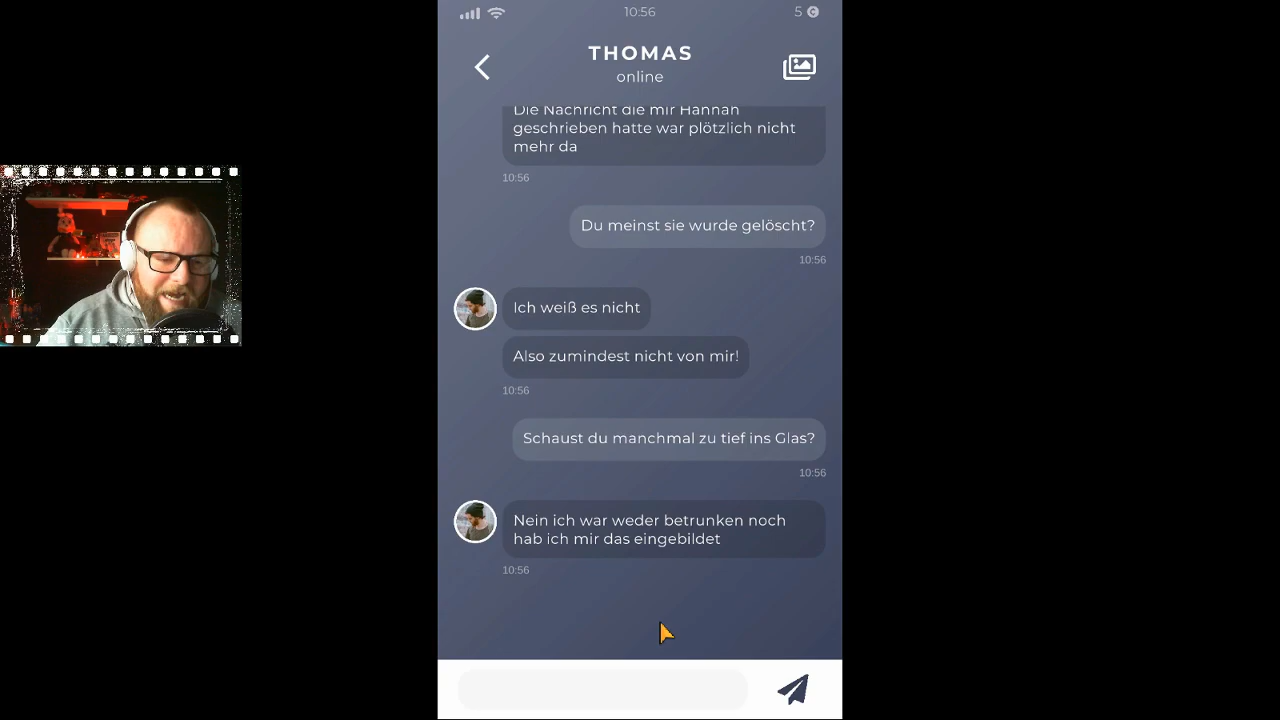 10:56
5
THOMAS
online
Die Nachricht die mir Hannah
geschrieben hatte war plötzlich nicht
mehr da
10:56
Du meinst sie wurde gelöscht?
10:56
Ich weiß es nicht
Also zumindest nicht von mir!
10:56
Schaust du manchmal zu tief ins Glas?
10:56
Nein ich war weder betrunken noch
hab ich mir das eingebildet
10:56